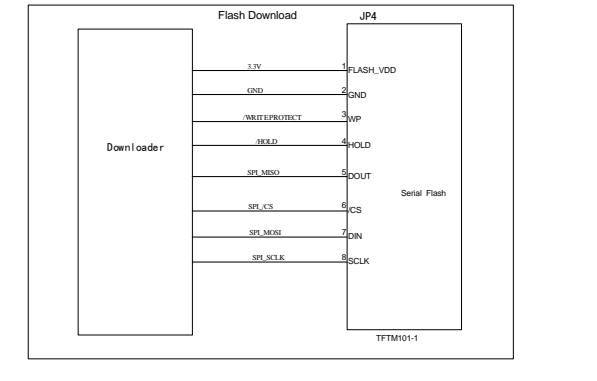 Flash Download
JP4
3.3V 1 FLASH_VDD
GND 2 GND
/WRITEPROTECT 3 WP
/HOLD 4 HOLD
Downloader
SPI_MISO 5 DOUT
Serial Flash
SPI_/CS 6 /CS
SPI_MOSI 7 DIN
SPI_SCLK 8 SCLK
TFTM101-1